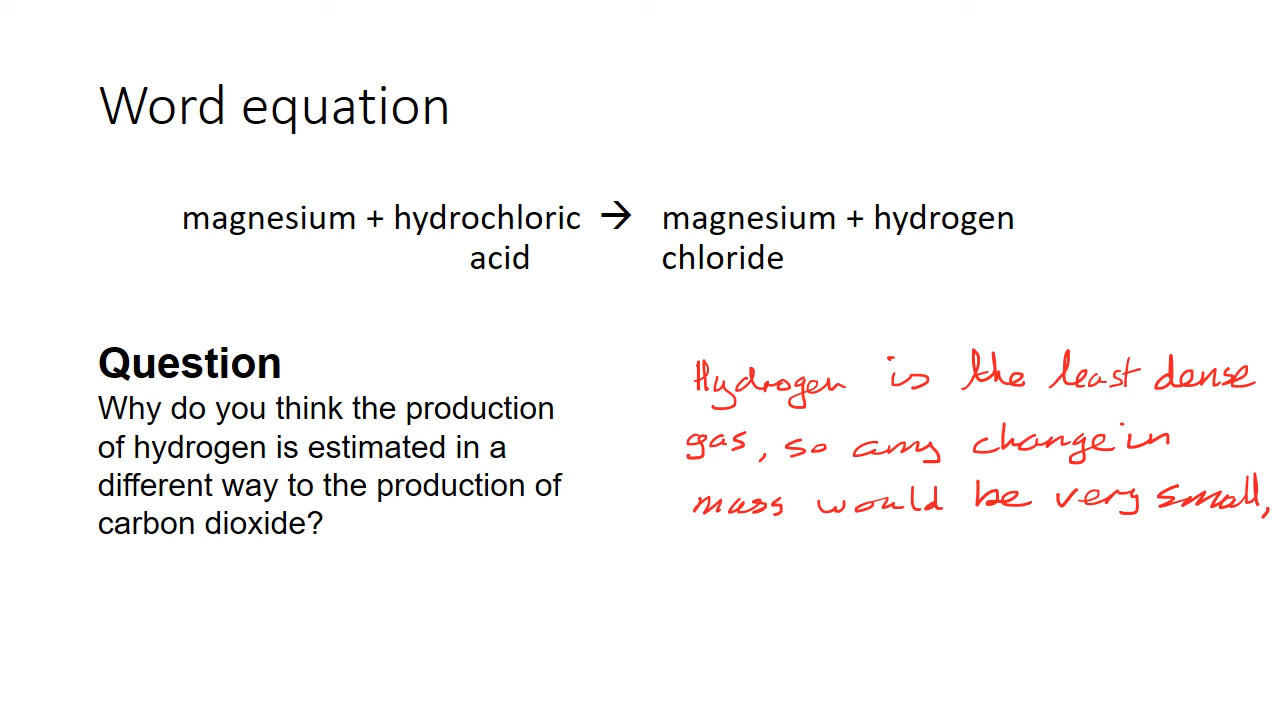 Word equation
magnesium + hydrochloric → magnesium + hydrogen
acid chloride
Question
Why do you think the production
of hydrogen is estimated in a
different way to the production of
carbon dioxide?
Hydrogen is the least dense
gas, so any change in
mass would be very small,